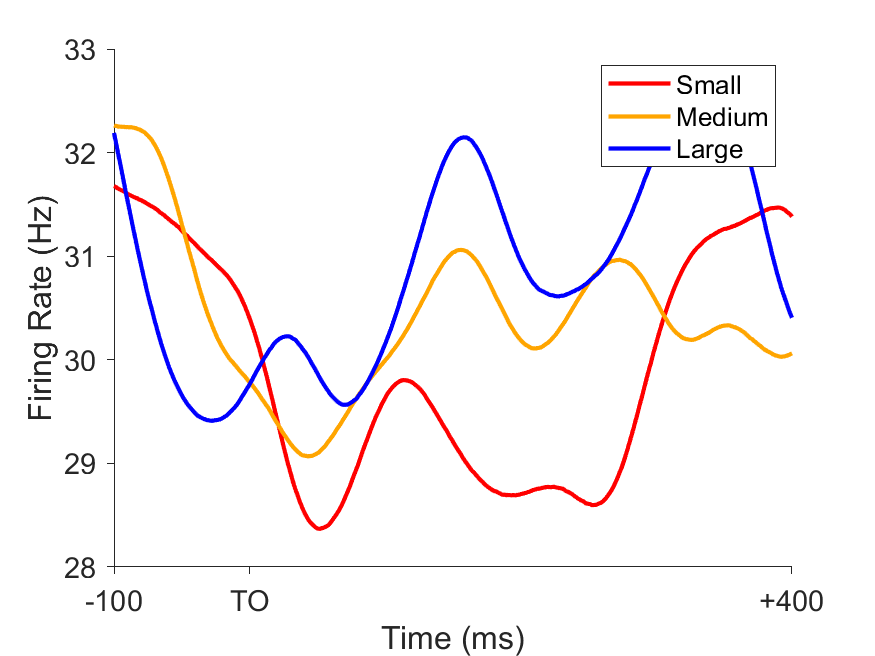 33
32
31
30
29
28
Firing Rate (Hz)
Small
Medium
Large
-100
TO
+400
Time (ms)